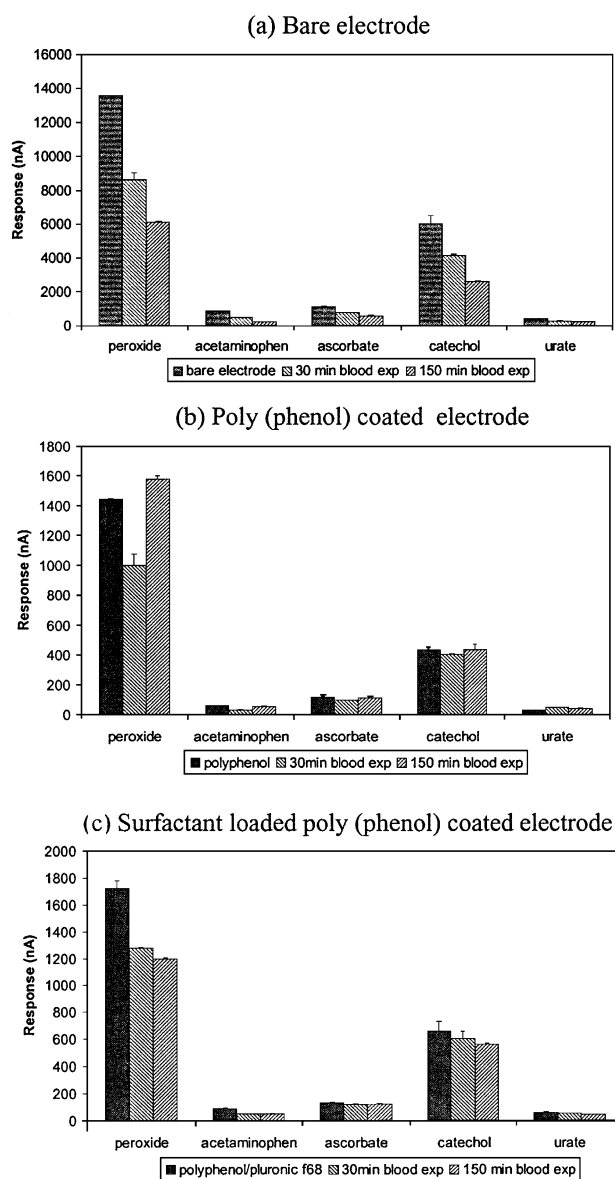 (a) Bare electrode
16000
14000
12000
10000
8000
6000
4000
2000
0
Response (nA)
peroxide acetaminophen ascorbate catechol urate
bare electrode 30 min blood exp 150 min blood exp
(b) Poly (phenol) coated electrode
1800
1600
1400
1200
1000
800
600
400
200
0
Response (nA)
peroxide acetaminophen ascorbate catechol urate
polyphenol 30min blood exp 150 min blood exp
(c) Surfactant loaded poly (phenol) coated electrode
2000
1800
1600
1400
1200
1000
800
600
400
200
0
Response (nA)
peroxide acetaminophen ascorbate catechol urate
polyphenol/pluronic f68 30min blood exp 150 min blood exp